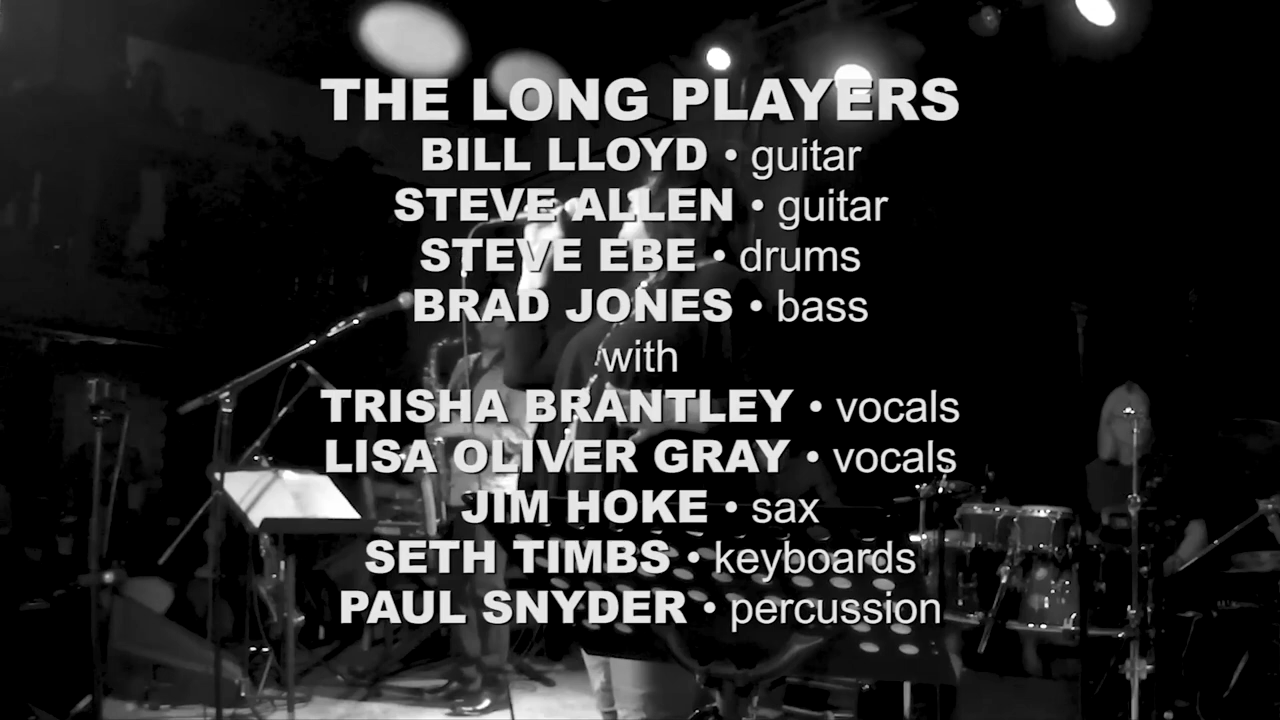 THE LONG PLAYERS
BILL LLOYD • guitar
STEVE ALLEN • guitar
STEVE EBE • drums
BRAD JONES • bass
with
TRISHA BRANTLEY • vocals
LISA OLIVER GRAY • vocals
JIM HOKE • sax
SETH TIMBS • keyboards
PAUL SNYDER • percussion